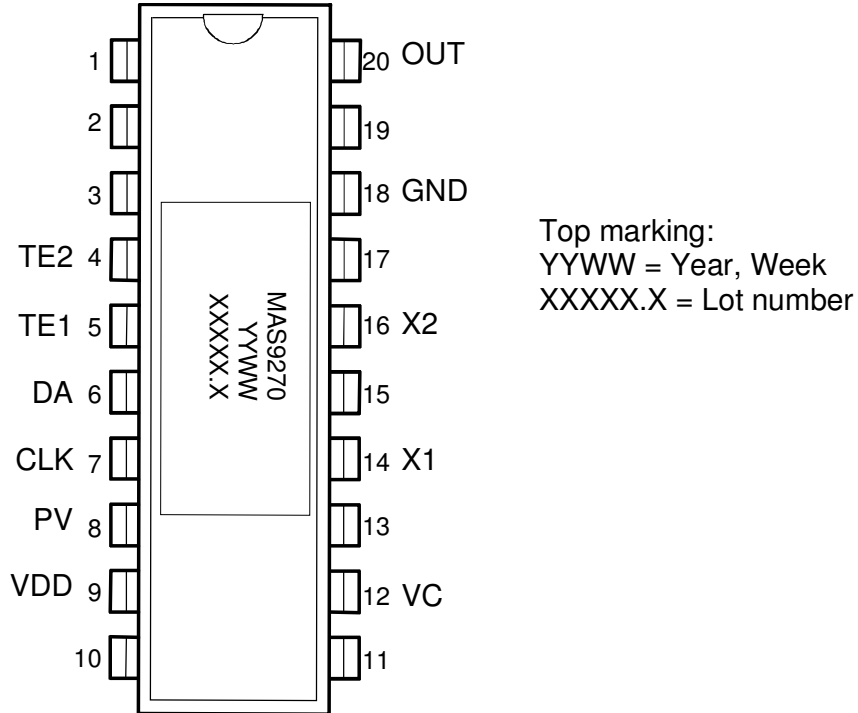 1
20 OUT
2
19
3
18 GND
TE2 4
17
TE1 5
16 X2
DA 6
15
CLK 7
14 X1
PV 8
13
VDD 9
12 VC
10
11
MAS9270
YYWW
XXXXX.X
Top marking:
YYWW = Year, Week
XXXXX.X = Lot number